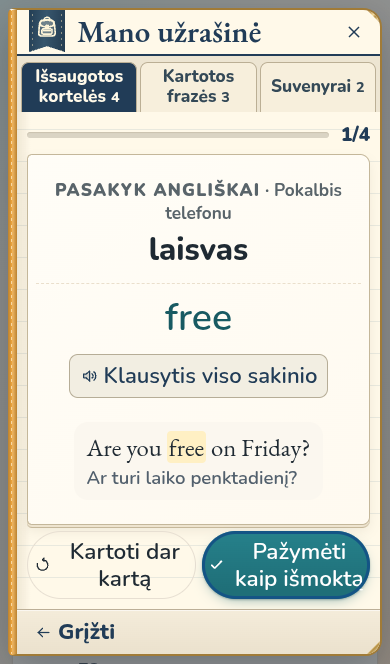 Mano užrašinė
Išsaugotos
kortelės 4
Kartotos
frazės 3
Suvenyrai 2
1/4
PASAKYK ANGLIŠKAI · Pokalbis
telefonu
laisvas
free
Klausytis viso sakinio
Are you free on Friday?
Ar turi laiko penktadienį?
Kartoti dar
kartą
Pažymėti
kaip išmoktą
← Grįžti